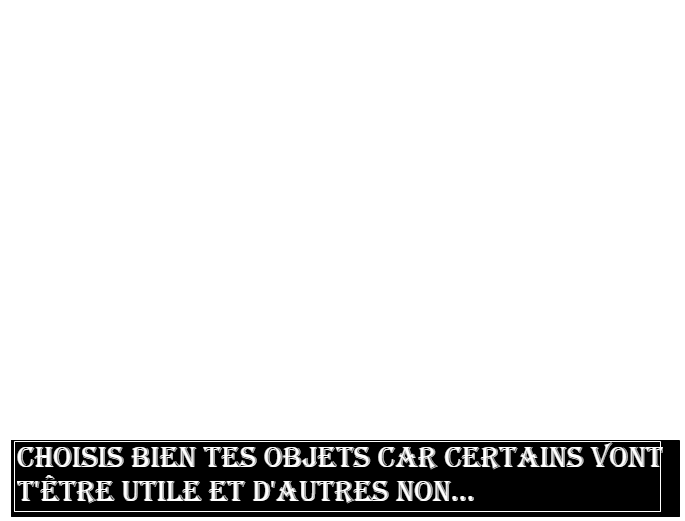 CHOISIS BIEN TES OBJETS CAR CERTAINS VONT
T'ÊTRE UTILE ET D'AUTRES NON...